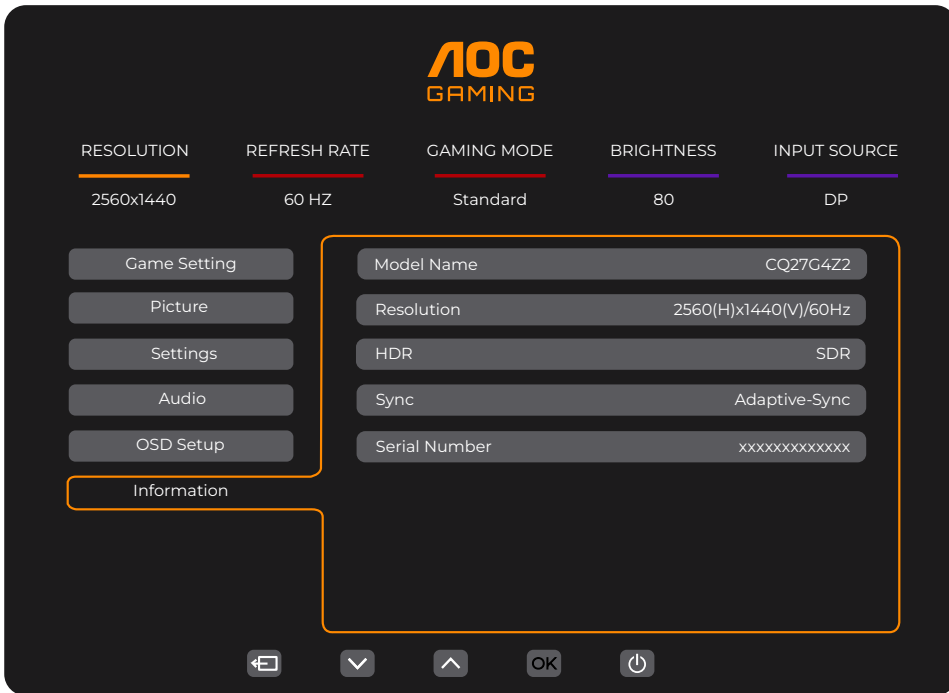 AOC
GAMING
RESOLUTION REFRESH RATE GAMING MODE BRIGHTNESS INPUT SOURCE
2560x1440 60 HZ Standard 80 DP
Game Setting
Model Name CQ27G4Z2
Picture
Resolution 2560(H)x1440(V)/60Hz
Settings
HDR SDR
Audio
Sync Adaptive-Sync
OSD Setup
Serial Number xxxxxxxxxxxxx
Information
OK